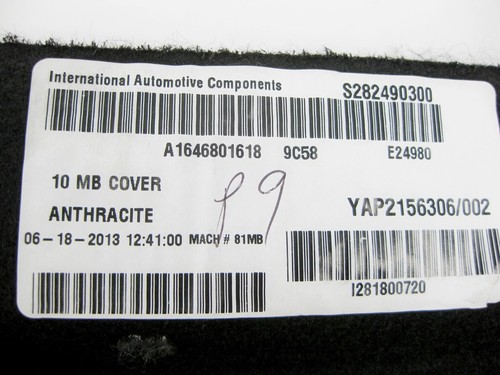 International Automotive Components
S282490300
A1646801618 9C58 E24980
10 MB COVER
ANTHRACITE
P9
YAP2156306/002
06-18-2013 12:41:00 MACH # 81MB
I281800720